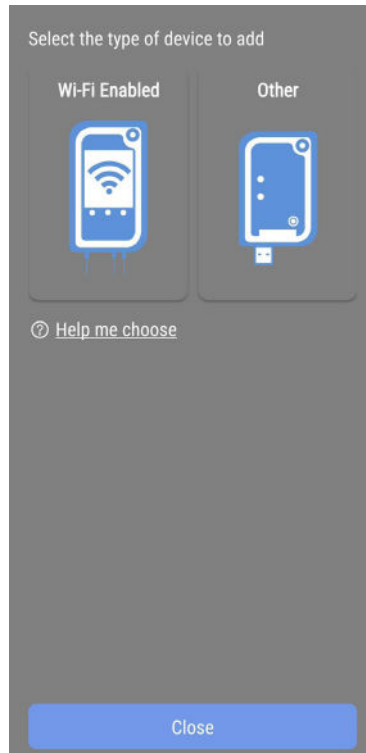 Select the type of device to add
Wi-Fi Enabled
Other
Help me choose
Close